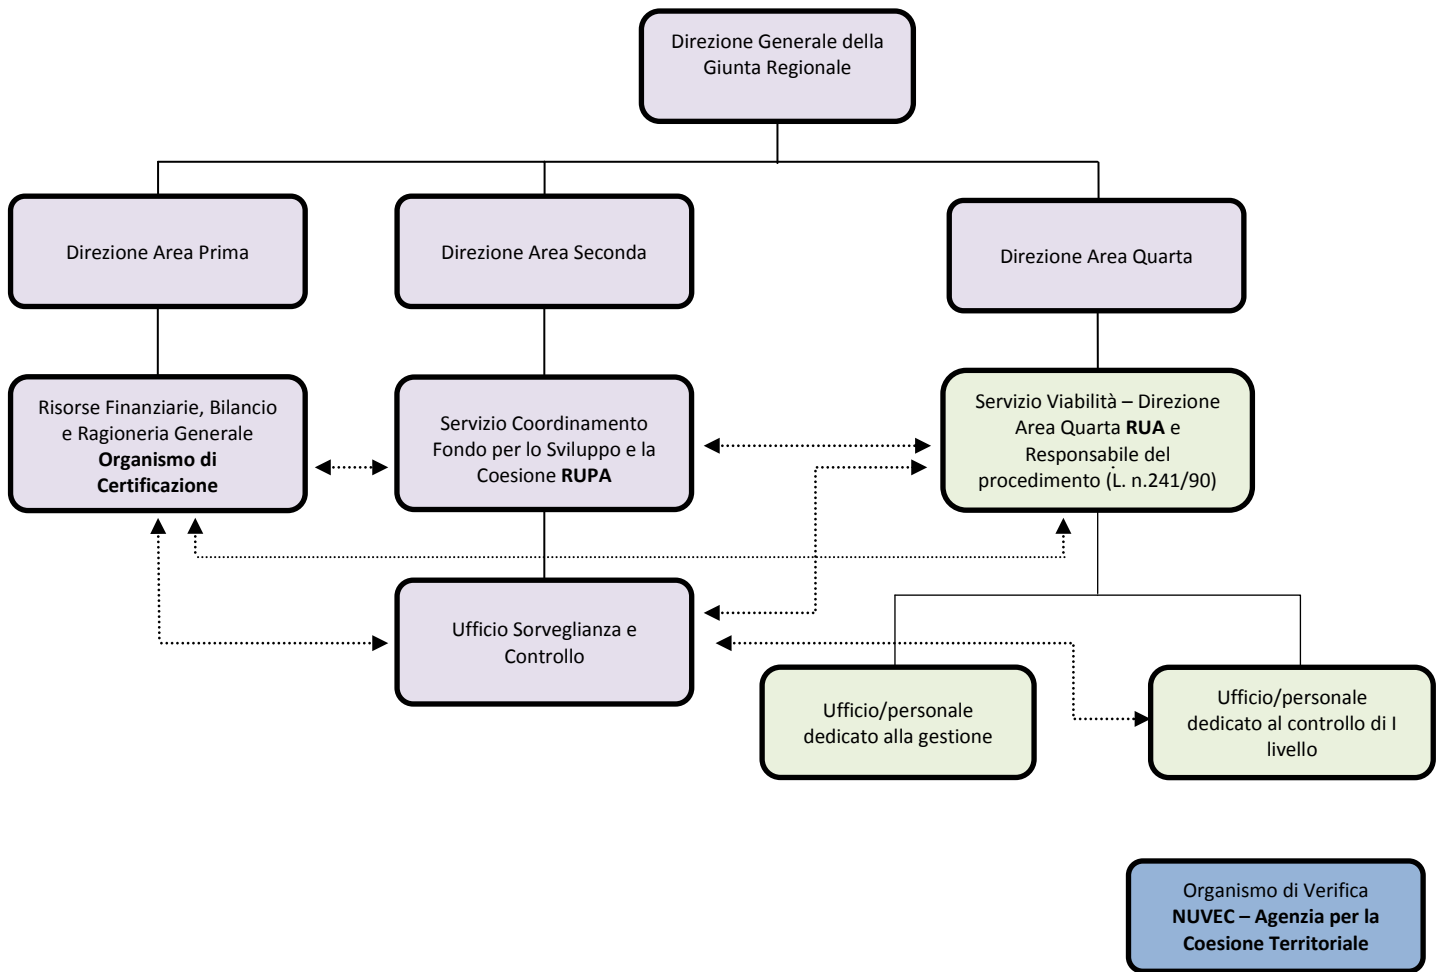 Direzione Generale della
Giunta Regionale
Direzione Area Prima
Direzione Area Seconda
Direzione Area Quarta
Risorse Finanziarie, Bilancio
e Ragioneria Generale
Organismo di
Certificazione
Servizio Coordinamento
Fondo per lo Sviluppo e la
Coesione RUPA
Servizio Viabilità – Direzione
Area Quarta RUA e
Responsabile del
procedimento (L. n.241/90)
Ufficio Sorveglianza e
Controllo
Ufficio/personale
dedicato alla gestione
Ufficio/personale
dedicato al controllo di I
livello
Organismo di Verifica
NUVEC – Agenzia per la
Coesione Territoriale